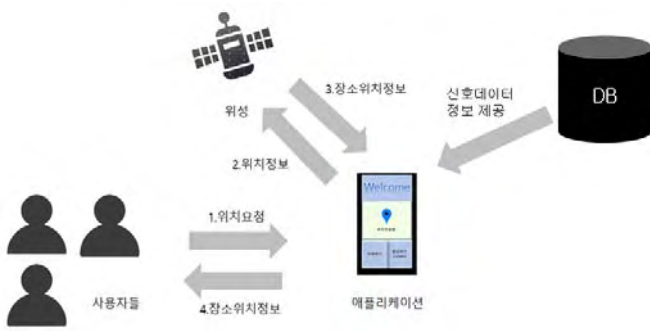 3.장소위치정보
신호데이터
정보 제공
DB
위성
2.위치정보
Welcome
1.위치요청
사용자들
4.장소위치정보
애플리케이션